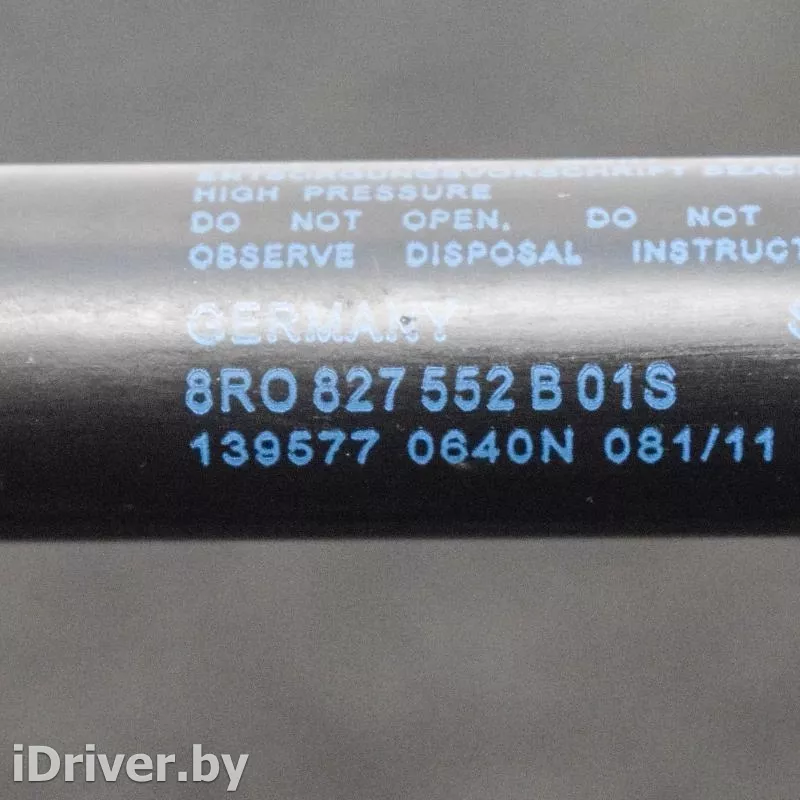 ENTSORGUNGSVORSCHRIFT
HIGH PRESSURE
DO NOT OPEN. DO NOT
OBSERVE DISPOSAL INSTRUCT
GERMANY S
8R0 827 552 B 01S
139577 0640N 081/11
iDriver.by